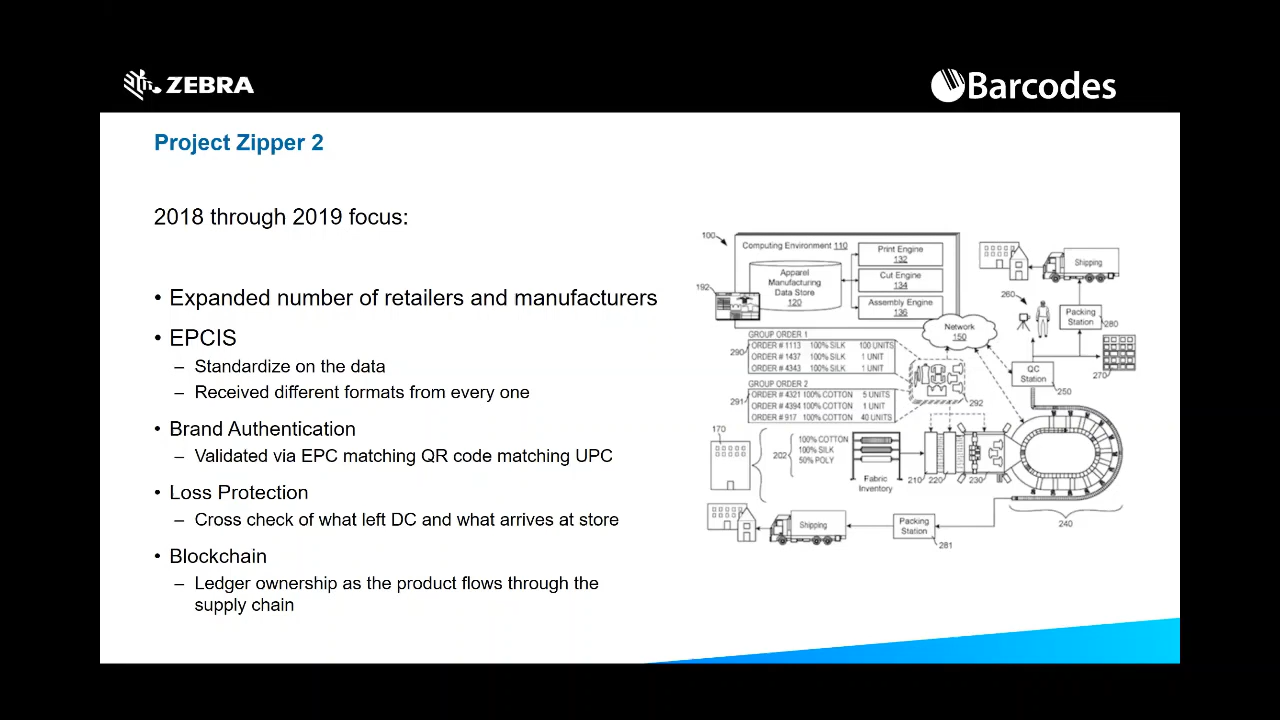 ZEBRA
Barcodes
Project Zipper 2
2018 through 2019 focus:
• Expanded number of retailers and manufacturers
• EPCIS
– Standardize on the data
– Received different formats from every one
• Brand Authentication
– Validated via EPC matching QR code matching UPC
• Loss Protection
– Cross check of what left DC and what arrives at store
• Blockchain
– Ledger ownership as the product flows through the
supply chain
100
Computing Environment 110
Apparel
Manufacturing
Data Store
120
Print Engine
132
Cut Engine
134
Assembly Engine
136
192
Network
150
Shipping
260
Packing
Station
280
QC
Station
250
270
GROUP ORDER 1
290
ORDER # 1113 100% SILK 100 UNITS
ORDER # 1437 100% SILK 1 UNIT
ORDER # 4343 100% SILK 1 UNIT
GROUP ORDER 2
291
ORDER # 4321 100% COTTON 5 UNITS
ORDER # 4394 100% COTTON 1 UNIT
ORDER # 917 100% COTTON 40 UNITS
292
170
202
100% COTTON
100% SILK
50% POLY
Fabric
Inventory
210
220
230
240
Shipping
Packing
Station
281